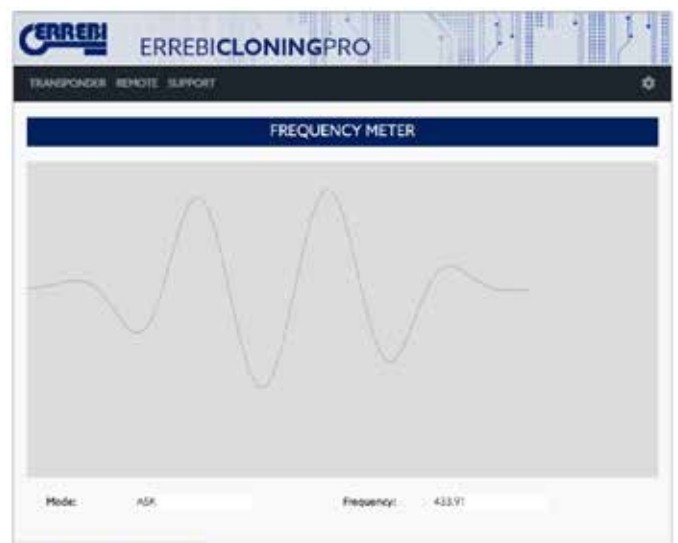 ERREBI
ERREBICLONINGPRO
TRANSPONDER REMOTE SUPPORT
FREQUENCY METER
Mode: ASK Frequency: 433.91